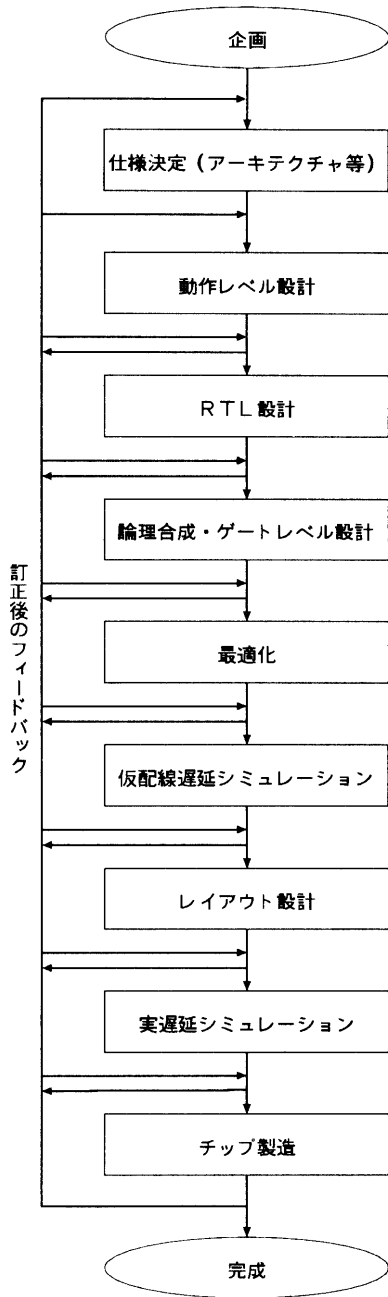 企画
仕様決定（アーキテクチャ等）
動作レベル設計
ＲＴＬ設計
論理合成・ゲートレベル設計
最適化
仮配線遅延シミュレーション
レイアウト設計
実遅延シミュレーション
チップ製造
完成
訂正後のフィードバック